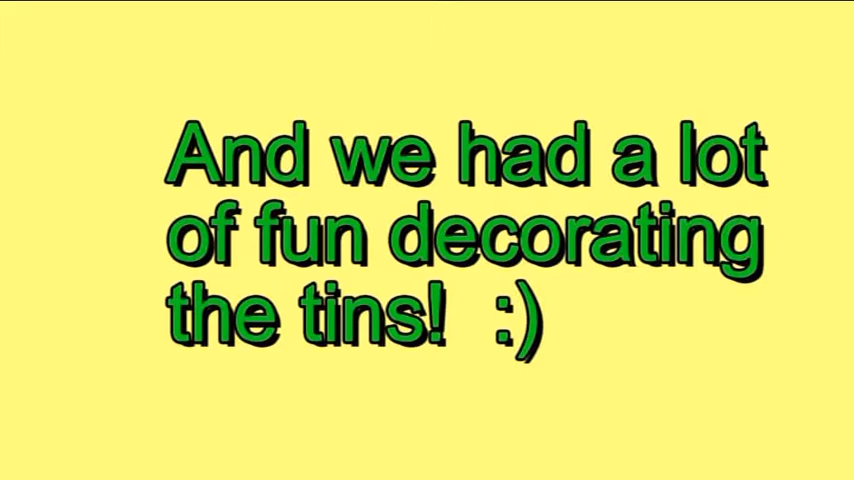 And we had a lot
of fun decorating
the tins!  :)